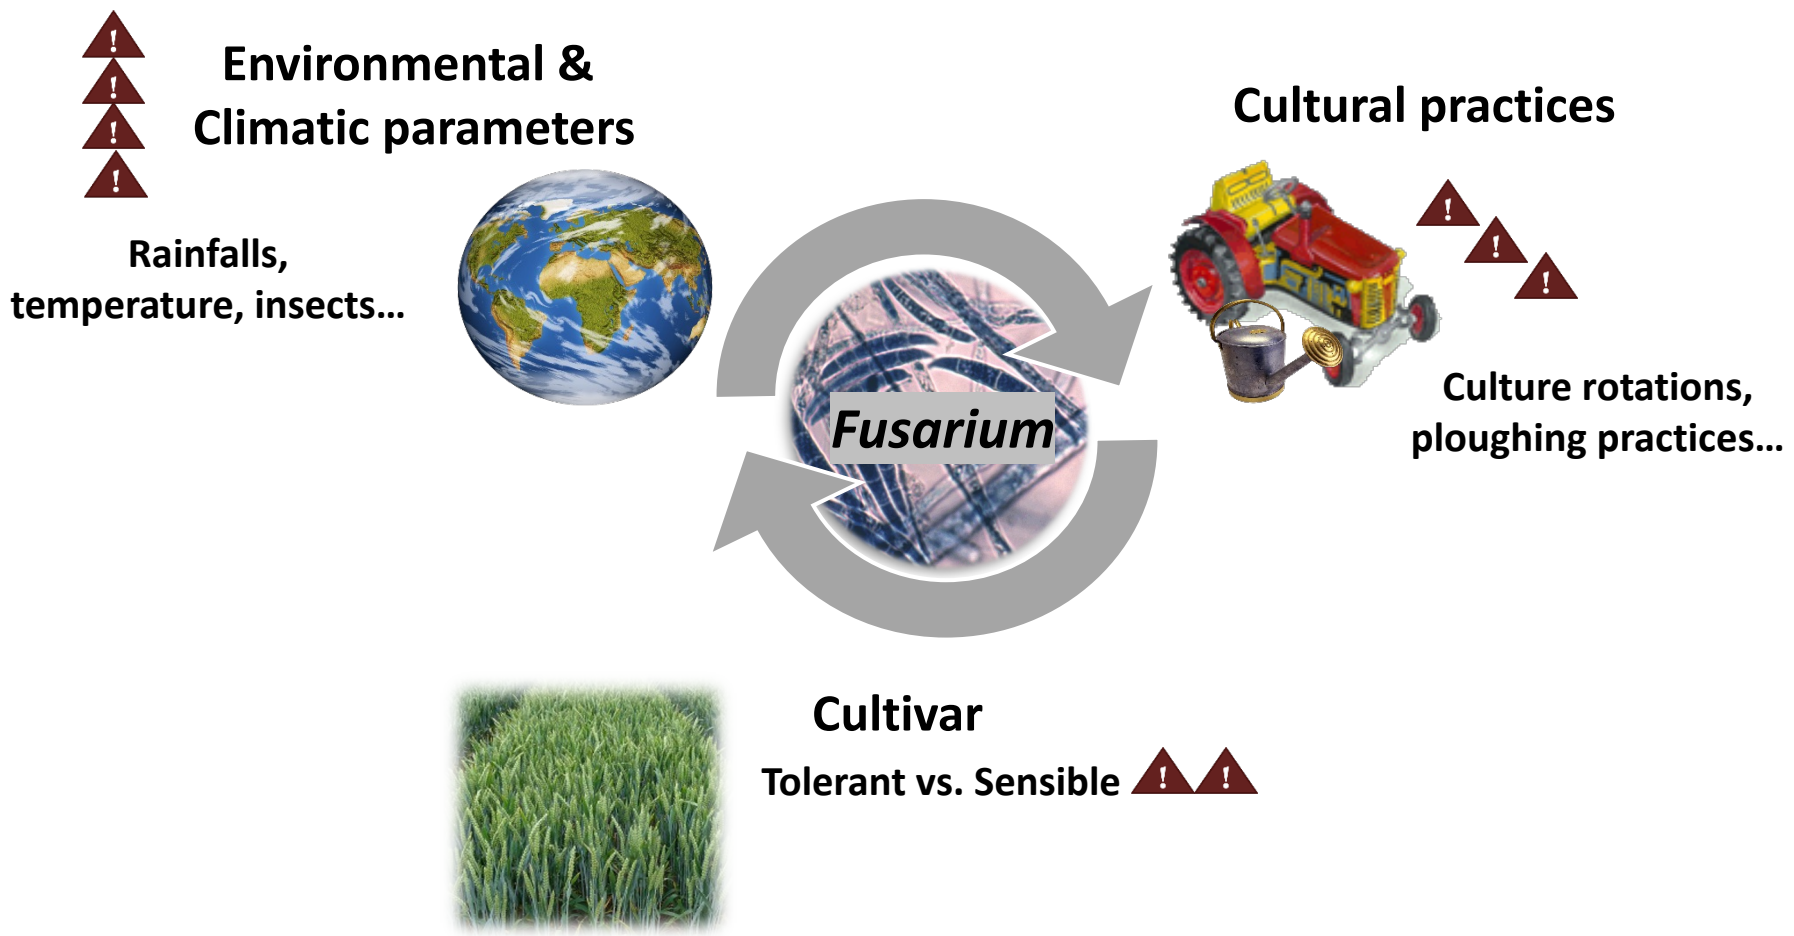 Environmental &
Climatic parameters
Rainfalls,
temperature, insects...
Cultural practices
Culture rotations,
ploughing practices...
Fusarium
Cultivar
Tolerant vs. Sensible